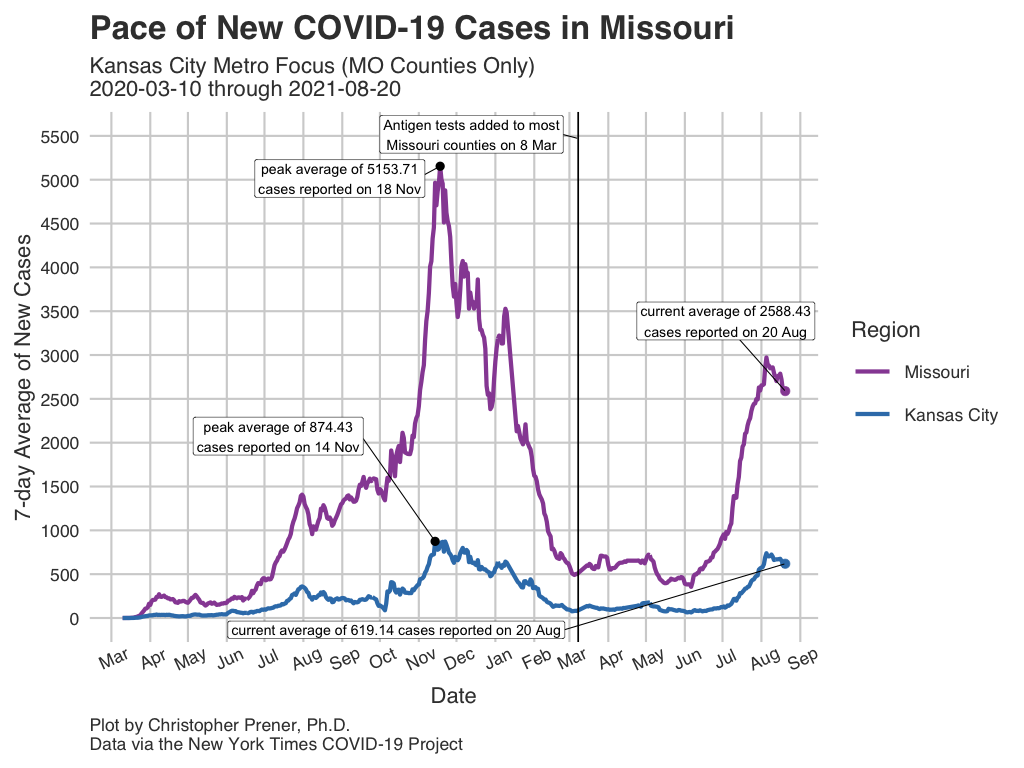 Pace of New COVID-19 Cases in Missouri
Kansas City Metro Focus (MO Counties Only)
2020-03-10 through 2021-08-20
Antigen tests added to most
Missouri counties on 8 Mar
peak average of 5153.71
cases reported on 18 Nov
current average of 2588.43
cases reported on 20 Aug
peak average of 874.43
cases reported on 14 Nov
current average of 619.14 cases reported on 20 Aug
7-day Average of New Cases
5500
5000
4500
4000
3500
3000
2500
2000
1500
1000
500
0
Mar Apr May Jun Jul Aug Sep Oct Nov Dec Jan Feb Mar Apr May Jun Jul Aug Sep
Date
Region
Missouri
Kansas City
Plot by Christopher Prener, Ph.D.
Data via the New York Times COVID-19 Project